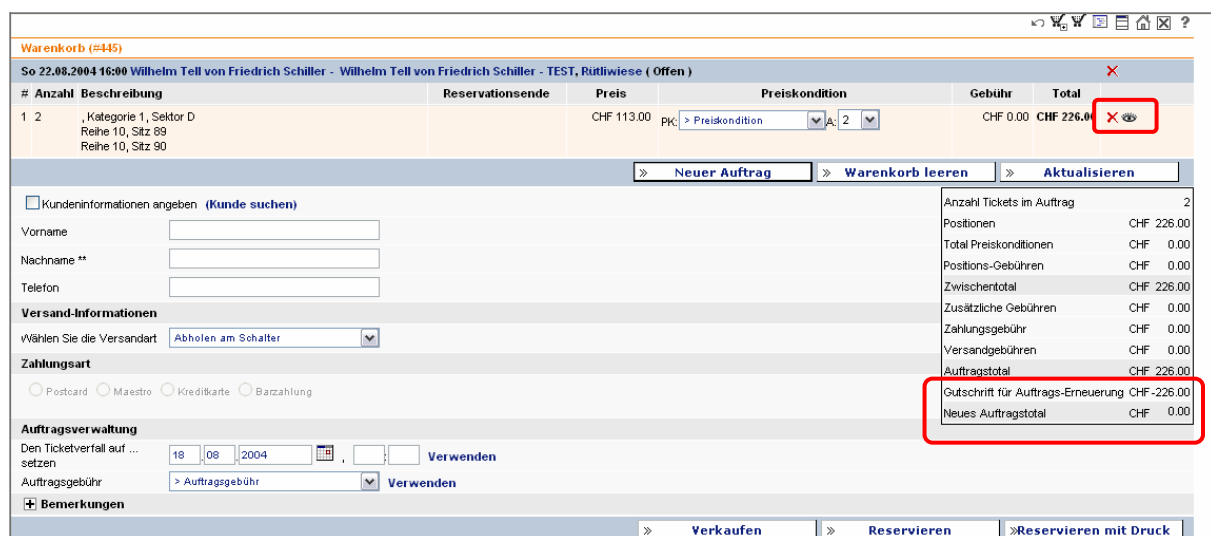 ?
Warenkorb (#445)
So 22.08.2004 16:00 Wilhelm Tell von Friedrich Schiller - Wilhelm Tell von Friedrich Schiller - TEST, Rütliwiese ( Offen )
# Anzahl Beschreibung Reservationsende Preis Preiskondition Gebühr Total
1 2 , Kategorie 1, Sektor D CHF 113.00 PK: > Preiskondition A: 2 CHF 0.00 CHF 226.00
Reihe 10, Sitz 89
Reihe 10, Sitz 90
» Neuer Auftrag » Warenkorb leeren » Aktualisieren
Kundeninformationen angeben (Kunde suchen)
Vorname
Nachname **
Telefon
Versand-Informationen
Wählen Sie die Versandart Abholen am Schalter
Zahlungsart
Postcard Maestro Kreditkarte Barzahlung
Auftragsverwaltung
Den Ticketverfall auf ...
setzen
18 .08 .2004 , : Verwenden
Auftragsgebühr > Auftragsgebühr Verwenden
+ Bemerkungen
Anzahl Tickets im Auftrag 2
Positionen CHF 226.00
Total Preiskonditionen CHF 0.00
Positions-Gebühren CHF 0.00
Zwischentotal CHF 226.00
Zusätzliche Gebühren CHF 0.00
Zahlungsgebühr CHF 0.00
Versandgebühren CHF 0.00
Auftragstotal CHF 226.00
Gutschrift für Auftrags-Erneuerung CHF -226.00
Neues Auftragstotal CHF 0.00
» Verkaufen » Reservieren »Reservieren mit Druck